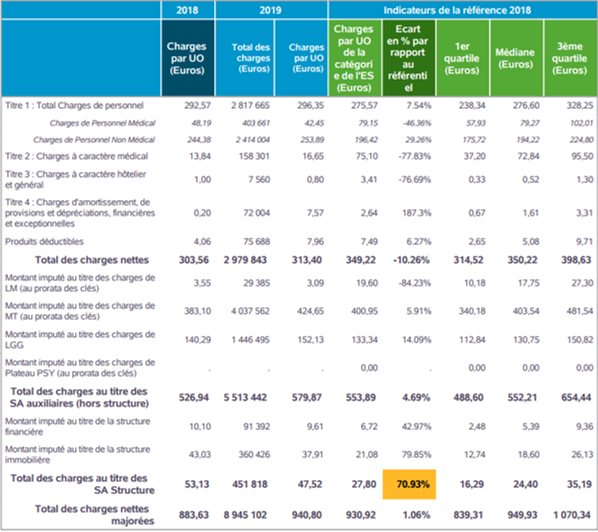 2018 2019 Indicateurs de la référence 2018
Charges par UO (Euros) Total des charges (Euros) Charges par UO (Euros) Charges par UO de la catégori e de l'ES (Euros) Ecart en % par rapport au référenti el 1er quartile (Euros) Médiane (Euros) 3ème quartile (Euros)
Titre 1 : Total Charges de personnel 292,57 2 817 665 296,35 275,57 7.54% 238,34 276,60 328,25
Charges de Personnel Médical 48,19 403 661 42,45 79,15 -46.36% 57,93 79,27 102,01
Charges de Personnel Non Médical 244,38 2 414 004 253,89 196,42 29.26% 175,72 194,22 224,80
Titre 2 : Charges à caractère médical 13,84 158 301 16,65 75,10 -77.83% 37,20 72,84 95,50
Titre 3 : Charges à caractère hôtelier
et général 1,00 7 560 0,80 3,41 -76.69% 0,33 0,52 1,30
Titre 4 : Charges d'amortissement, de
provisions et dépréciations, financières
et exceptionnelles 0,20 72 004 7,57 2,64 187.3% 0,67 1,61 3,31
Produits déductibles 4,06 75 688 7,96 7,49 6.27% 2,65 5,08 9,71
Total des charges nettes 303,56 2 979 843 313,40 349,22 -10.26% 314,52 350,22 398,63
Montant imputé au titre des charges de
LM (au prorata des clés) 3,55 29 385 3,09 19,60 -84.23% 10,18 17,75 27,30
Montant imputé au titre des charges de
MT (au prorata des clés) 383,10 4 037 562 424,65 400,95 5.91% 340,18 403,54 481,54
Montant imputé au titre des charges de
LGG 140,29 1 446 495 152,13 133,34 14.09% 112,84 130,75 150,82
Montant imputé au titre des charges de
Plateau PSY (au prorata des clés) . . . 0,00 . 0,00 0,00 0,00
Total des charges au titre des
SA auxiliaires (hors structure) 526,94 5 513 442 579,87 553,89 4.69% 488,60 552,21 654,44
Montant imputé au titre de la structure
financière 10,10 91 392 9,61 6,72 42.97% 2,48 5,39 9,36
Montant imputé au titre de la structure
immobilière 43,03 360 426 37,91 21,08 79.85% 12,74 18,60 26,13
Total des charges au titre des
SA Structure 53,13 451 818 47,52 27,80 70.93% 16,29 24,40 35,19
Total des charges nettes
majorées 883,63 8 945 102 940,80 930,92 1.06% 839,31 949,93 1 070,34